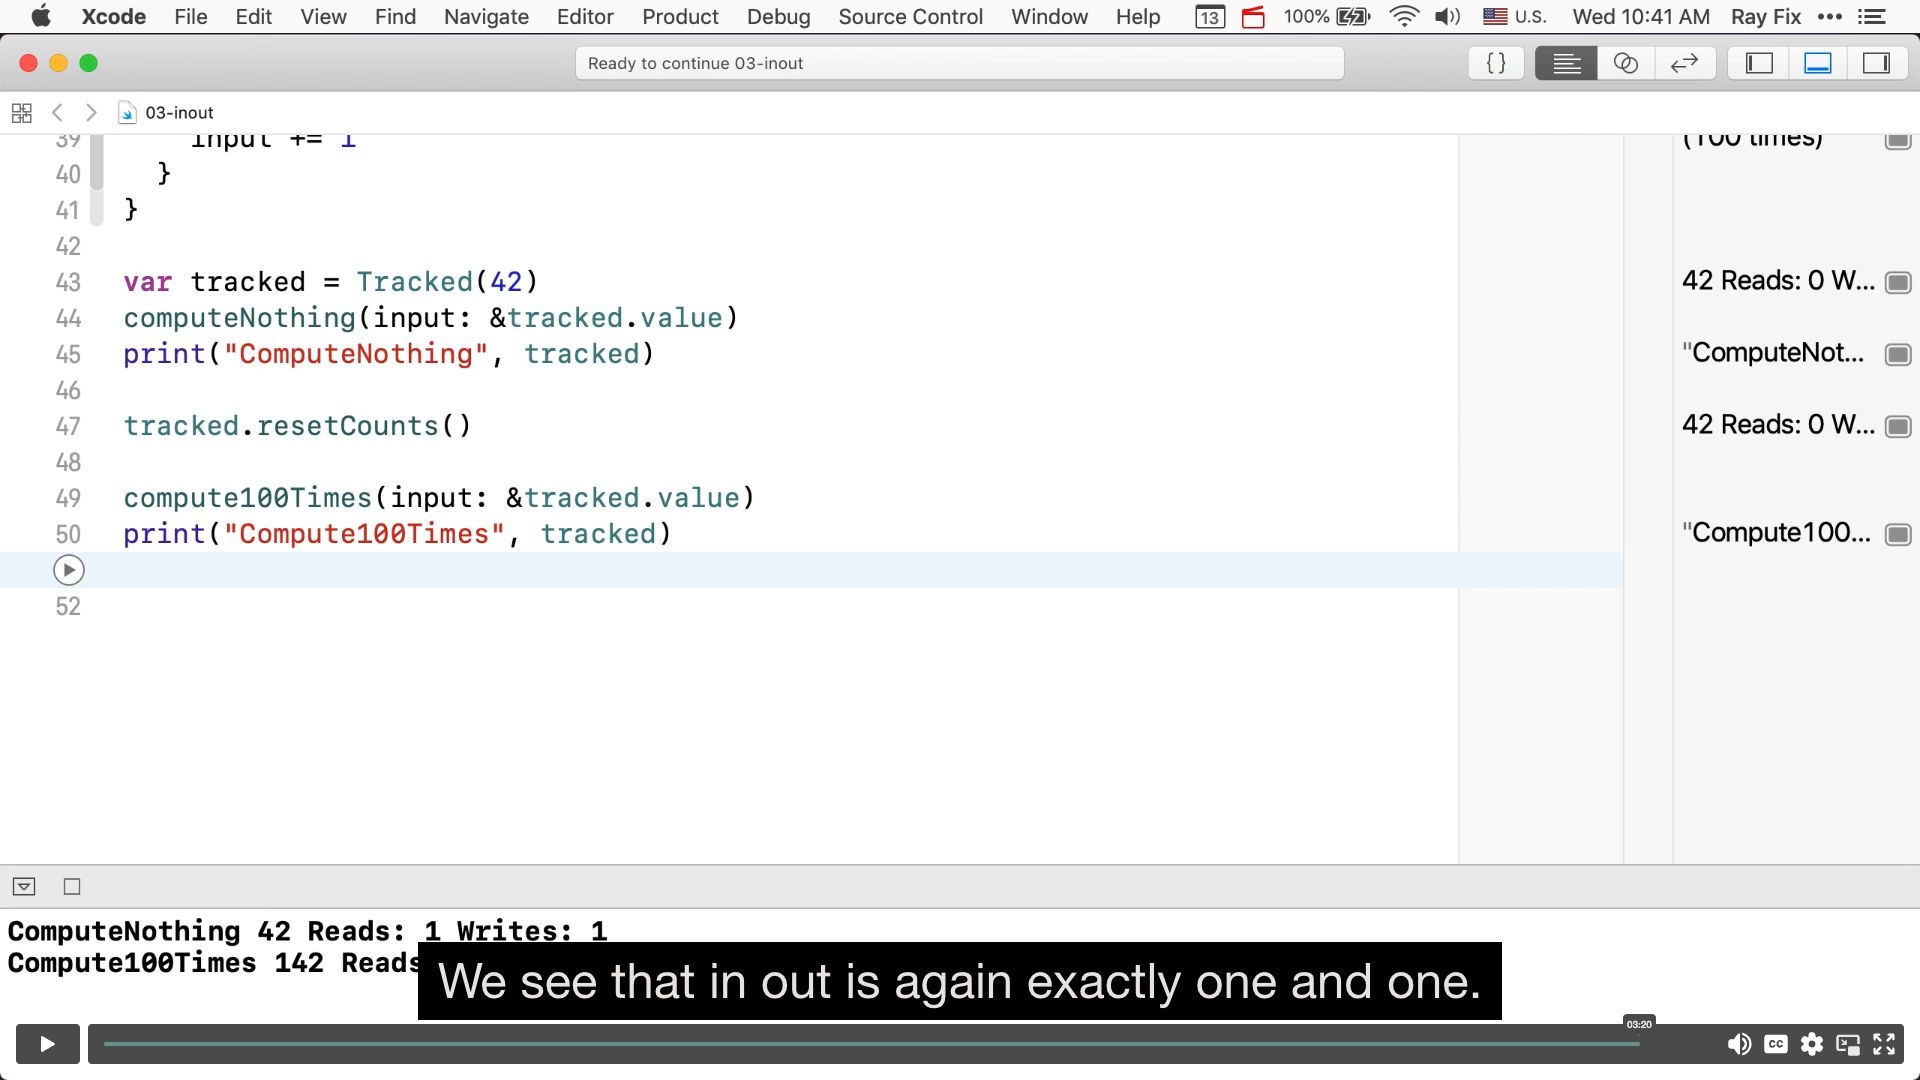 Xcode File Edit View Find Navigate Editor Product Debug Source Control Window Help 13 100% U.S. Wed 10:41 AM Ray Fix •••
Ready to continue 03-inout
{ }
03-inout
39 input += 1 (100 times)
40 }
41 }
42
43 var tracked = Tracked(42) 42 Reads: 0 W...
44 computeNothing(input: &tracked.value)
45 print("ComputeNothing", tracked) "ComputeNot...
46
47 tracked.resetCounts() 42 Reads: 0 W...
48
49 compute100Times(input: &tracked.value)
50 print("Compute100Times", tracked) "Compute100...
52
ComputeNothing 42 Reads: 1 Writes: 1
Compute100Times 142 Reads
We see that in out is again exactly one and one.
03:20
CC